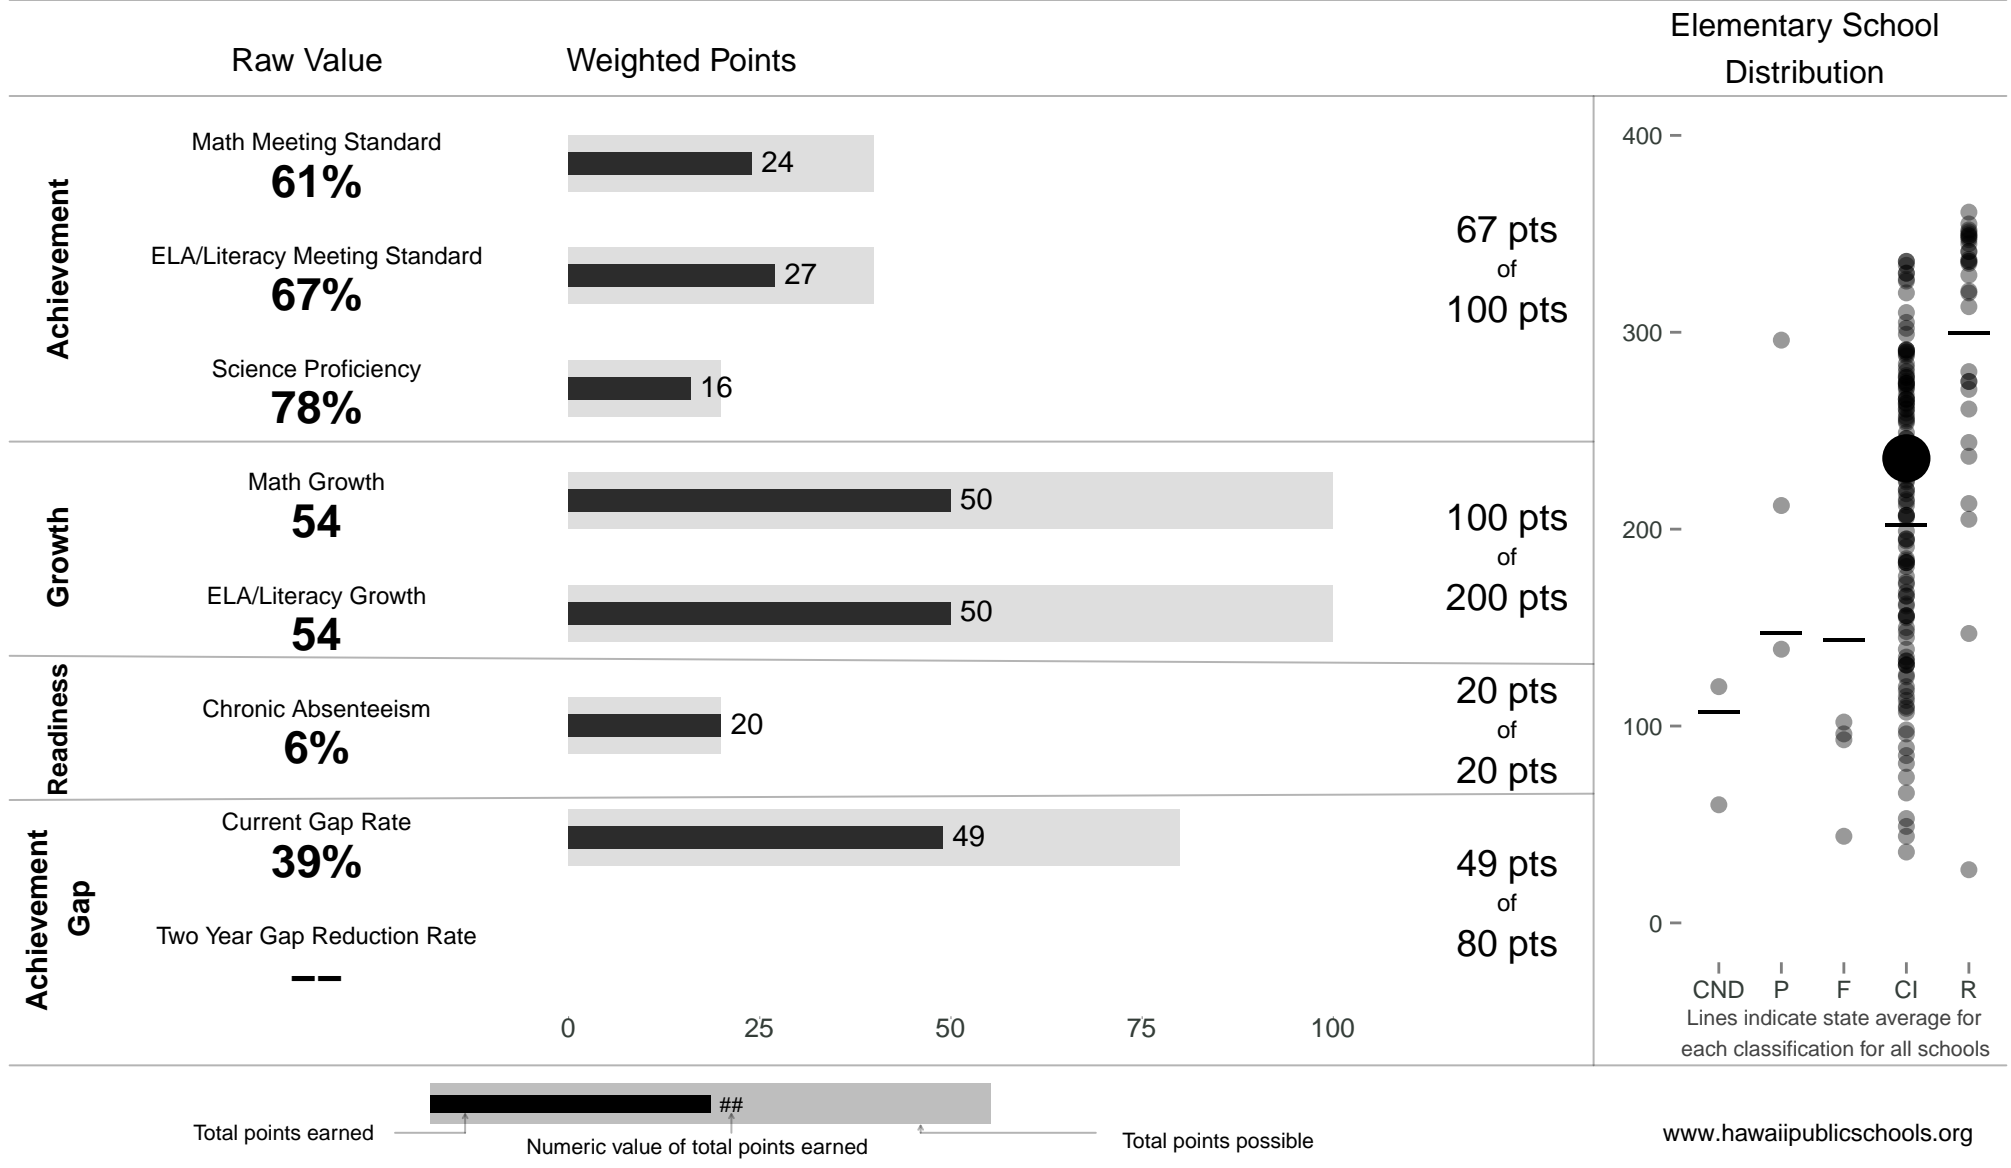 Raw Value
Weighted Points
Elementary School
Distribution
Achievement
Math Meeting Standard
61%
24
ELA/Literacy Meeting Standard
67%
27
Science Proficiency
78%
16
67 pts
of
100 pts
Growth
Math Growth
54
50
ELA/Literacy Growth
54
50
100 pts
of
200 pts
Readiness
Chronic Absenteeism
6%
20
20 pts
of
20 pts
Achievement
Gap
Current Gap Rate
39%
49
Two Year Gap Reduction Rate
--
49 pts
of
80 pts
0 25 50 75 100
400
300
200
100
0
CND P F CI R
Lines indicate state average for
each classification for all schools
##
Total points earned
Numeric value of total points earned
Total points possible
www.hawaiipublicschools.org